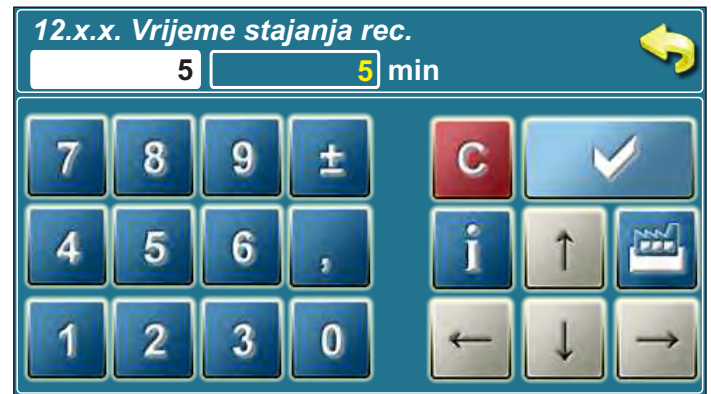 12.x.x. Vrijeme stajanja rec.
5 5 min
7 8 9 ± C
4 5 6 , i ↑
1 2 3 0 ← ↓ →